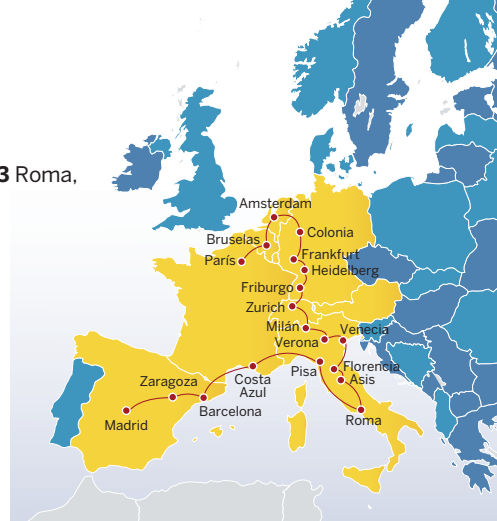 3 Roma,
Amsterdam
Colonia
Bruselas
Frankfurt
París
Heidelberg
Friburgo
Zurich
Milán
Venecia
Verona
Pisa
Florencia
Asis
Zaragoza
Costa
Azul
Barcelona
Madrid
Roma